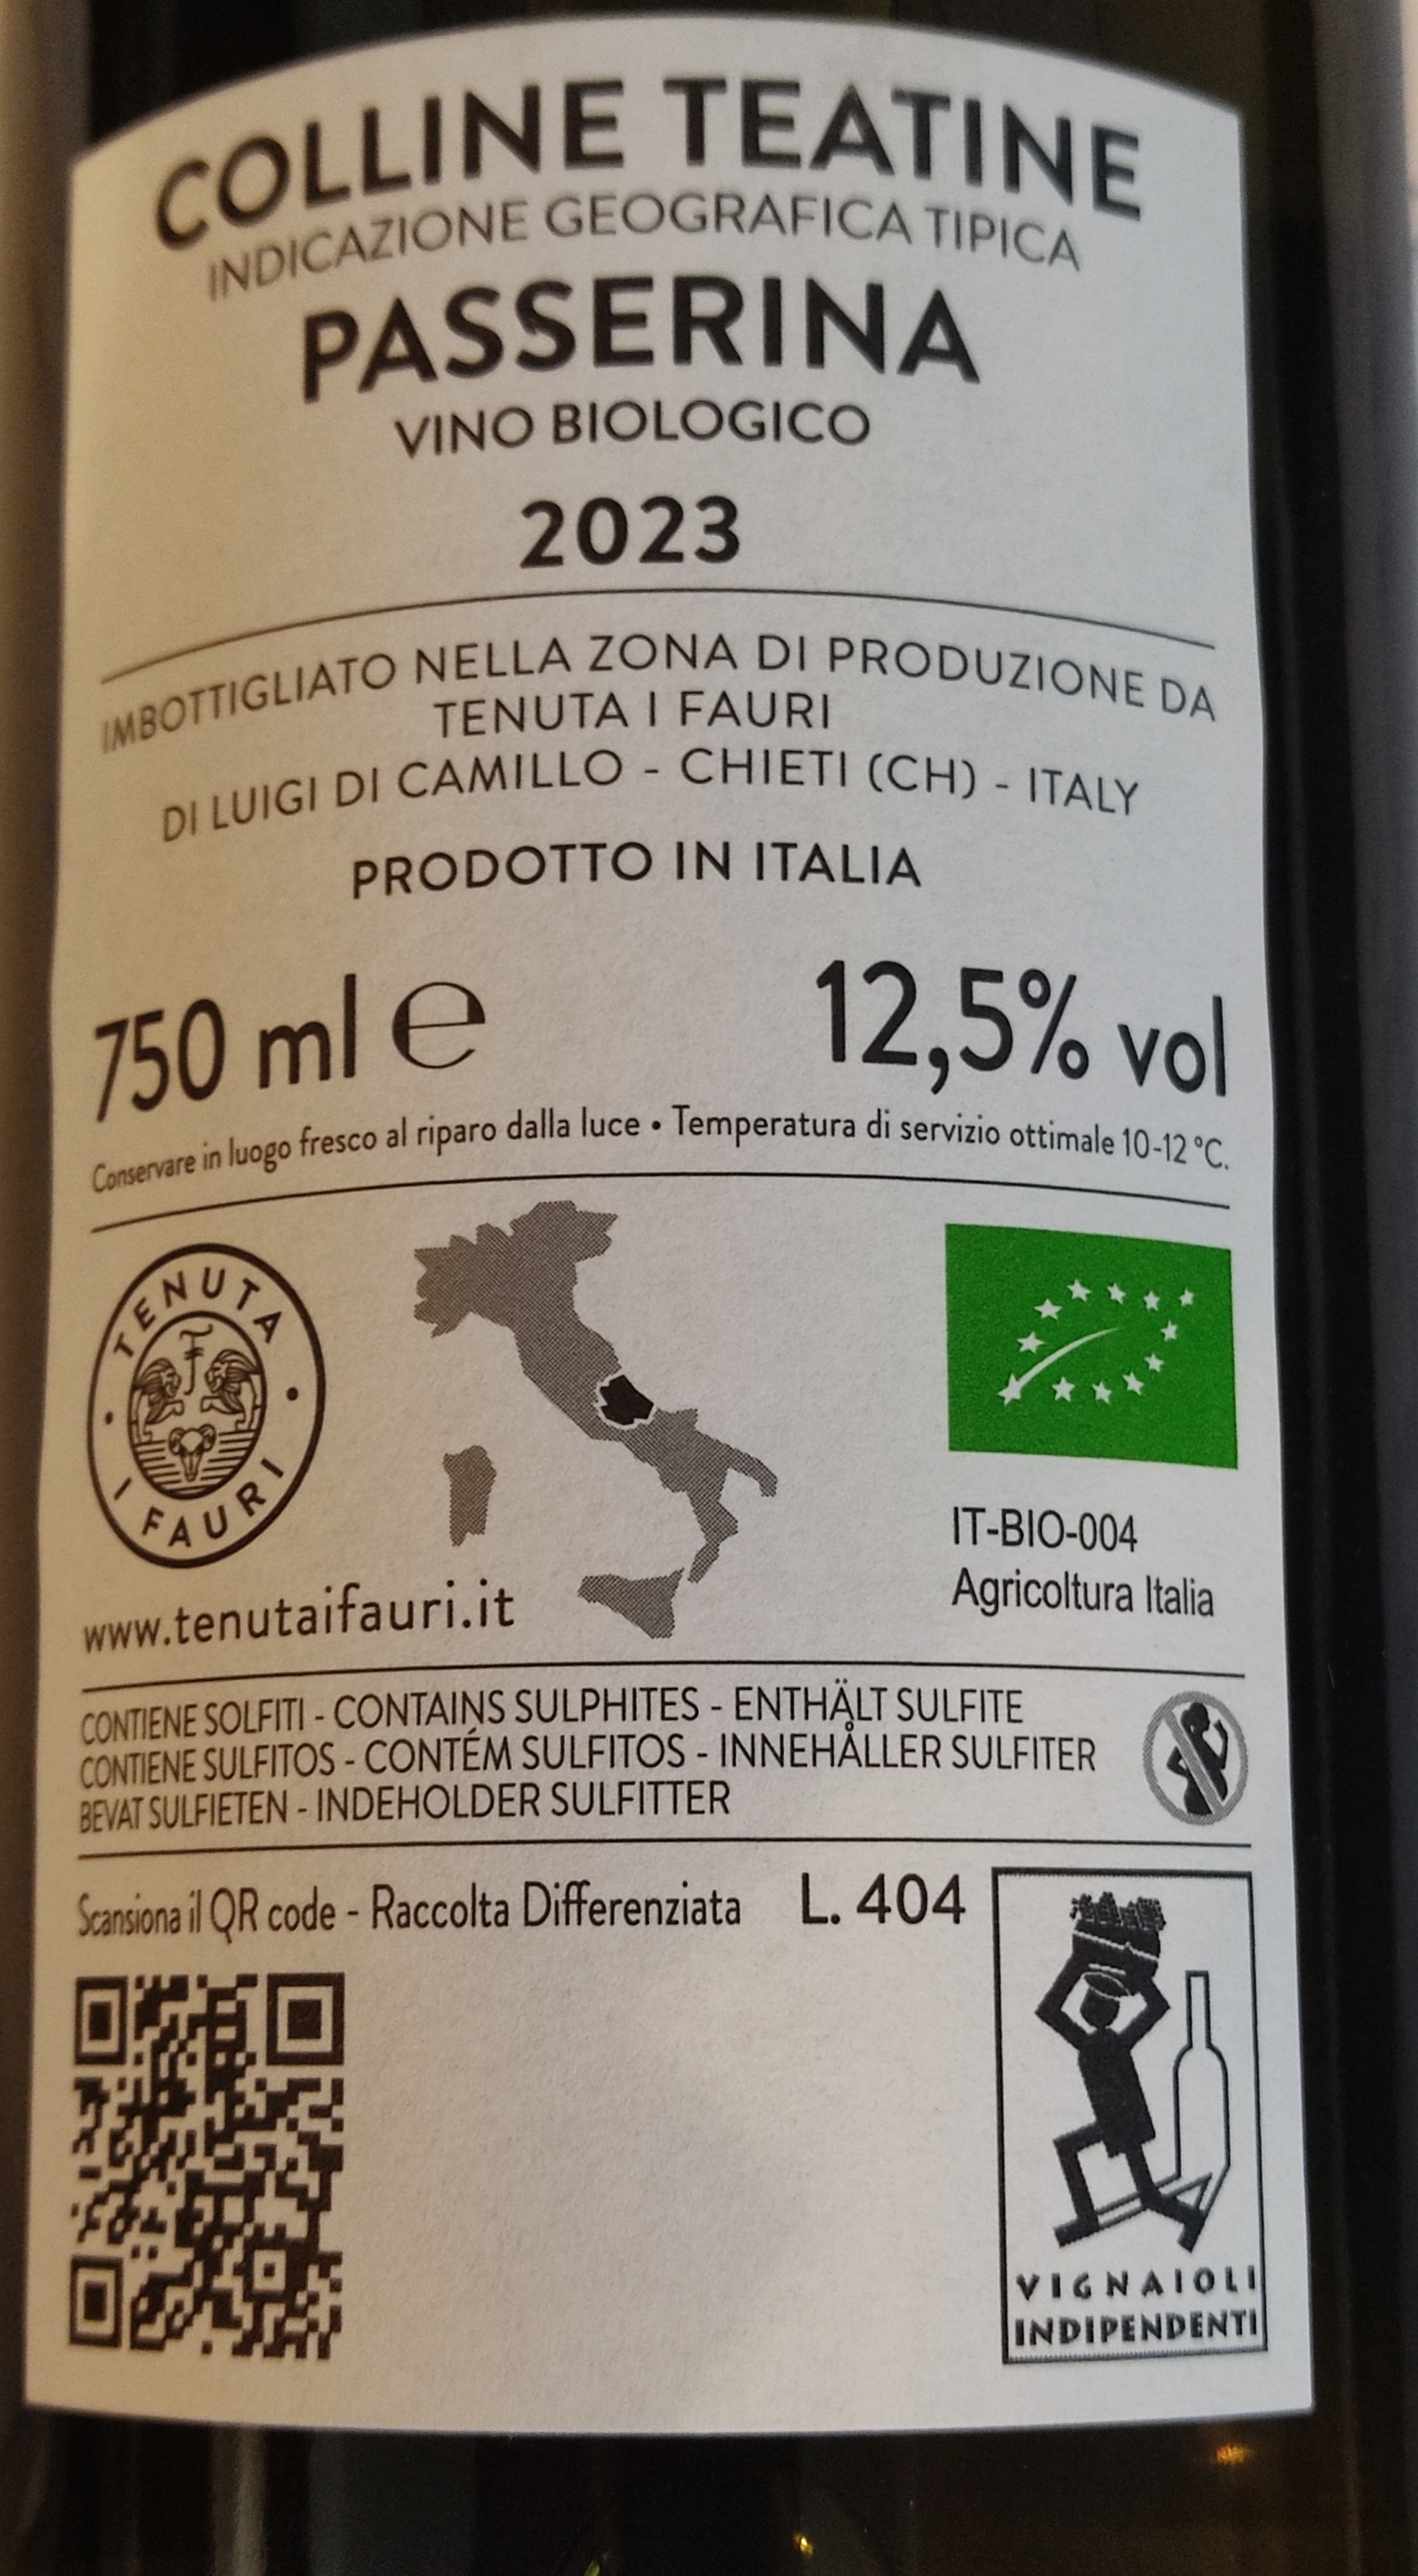 COLLINE TEATINE
INDICAZIONE GEOGRAFICA TIPICA
PASSERINA
VINO BIOLOGICO
2023
IMBOTTIGLIATO NELLA ZONA DI PRODUZIONE DA
TENUTA I FAURI
DI LUIGI DI CAMILLO - CHIETI (CH) - ITALY
PRODOTTO IN ITALIA
750 ml e 12,5% vol
Conservare in luogo fresco al riparo dalla luce • Temperatura di servizio ottimale 10-12 °C.
TENUTA • I FAURI •
IT-BIO-004
Agricoltura Italia
www.tenutaifauri.it
CONTIENE SOLFITI - CONTAINS SULPHITES - ENTHÄLT SULFITE
CONTIENE SULFITOS - CONTÉM SULFITOS - INNEHÅLLER SULFITER
BEVAT SULFIETEN - INDEHOLDER SULFITTER
Scansiona il QR code - Raccolta Differenziata L. 404
VIGNAIOLI
INDIPENDENTI